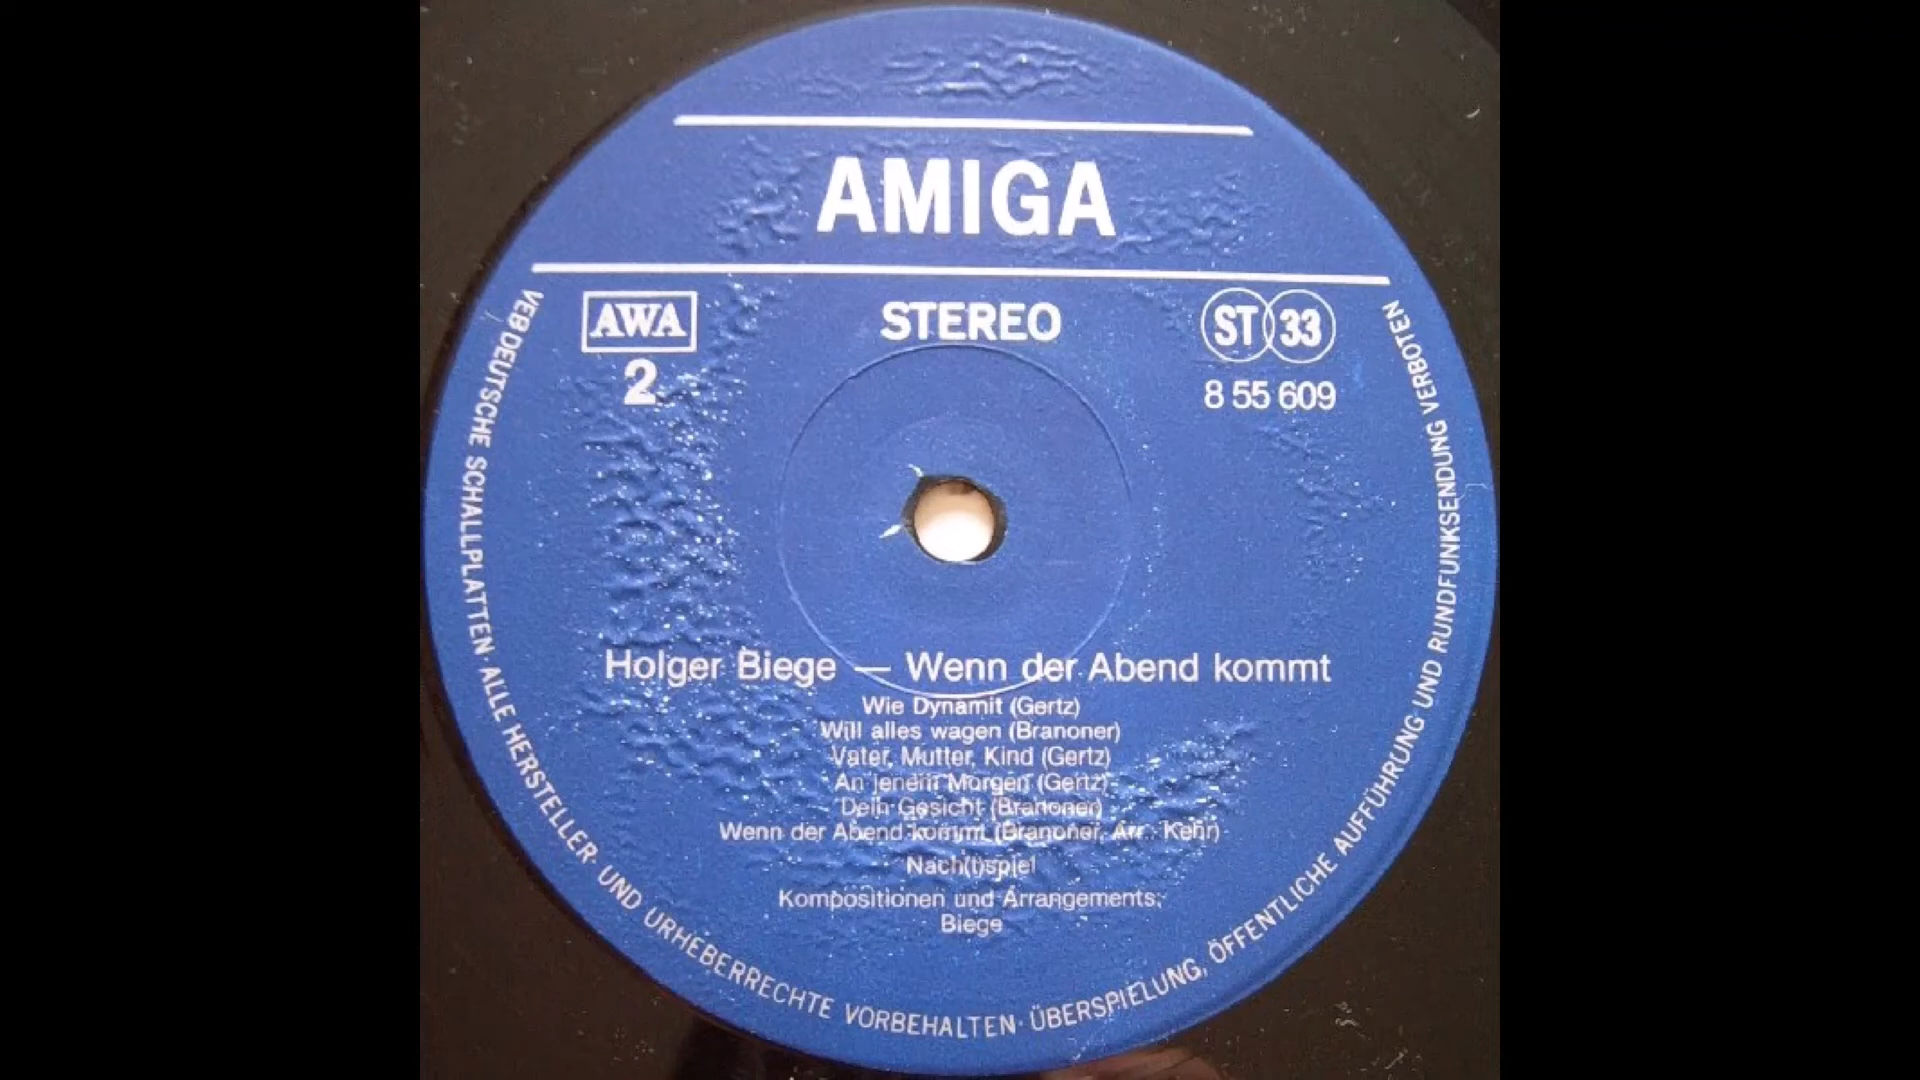 AMIGA
AWA
STEREO
ST 33
2
8 55 609
Holger Biege — Wenn der Abend kommt
Wie Dynamit (Gertz)
Will alles wagen (Branoner)
Vater, Mutter, Kind (Gertz)
An jenem Morgen (Gertz)
Dein Gesicht (Branoner)
Wenn der Abend kommt (Branoner, Arr.: Kehr)
Nach(t)spiel
Kompositionen und Arrangements:
Biege
VEB DEUTSCHE SCHALLPLATTEN · ALLE HERSTELLER- UND URHEBERRECHTE VORBEHALTEN · ÜBERSPIELUNG, ÖFFENTLICHE AUFFÜHRUNG UND RUNDFUNKSENDUNG VERBOTEN